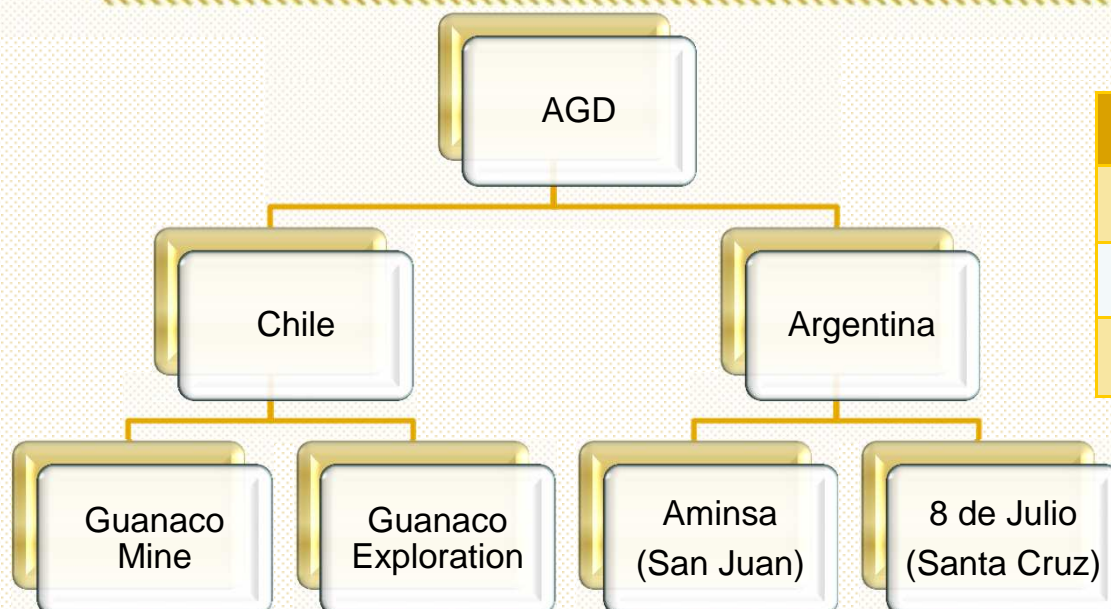 AGD
Chile
Argentina
Guanaco
Mine
Guanaco
Exploration
Aminsa
(San Juan)
8 de Julio
(Santa Cruz)